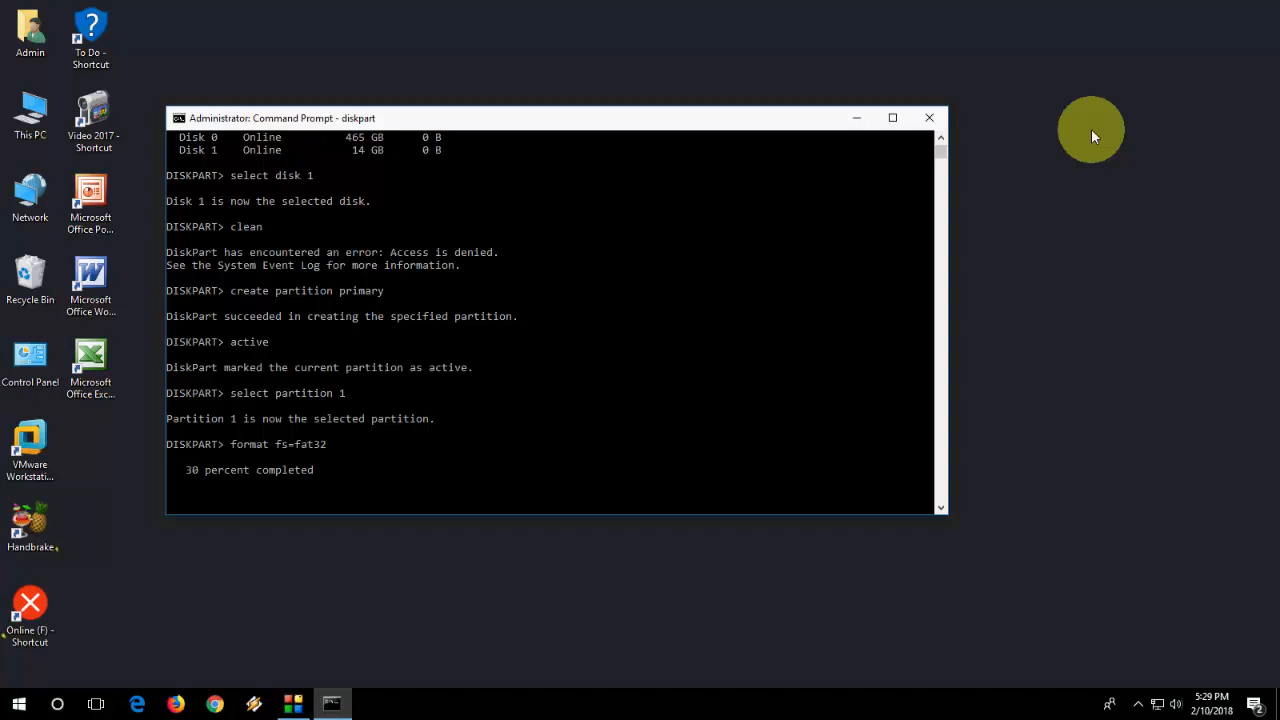 Admin
To Do -
Shortcut
This PC
Video 2017 -
Shortcut
Network
Microsoft
Office Po...
Recycle Bin
Microsoft
Office Wo...
Control Panel
Microsoft
Office Exc...
VMware
Workstati...
Handbrake
Online (F) -
Shortcut
Administrator: Command Prompt - diskpart
Disk 0    Online    465 GB    0 B
Disk 1    Online    14 GB    0 B
DISKPART> select disk 1
Disk 1 is now the selected disk.
DISKPART> clean
DiskPart has encountered an error: Access is denied.
See the System Event Log for more information.
DISKPART> create partition primary
DiskPart succeeded in creating the specified partition.
DISKPART> active
DiskPart marked the current partition as active.
DISKPART> select partition 1
Partition 1 is now the selected partition.
DISKPART> format fs=fat32
30 percent completed
5:29 PM
2/10/2018
2